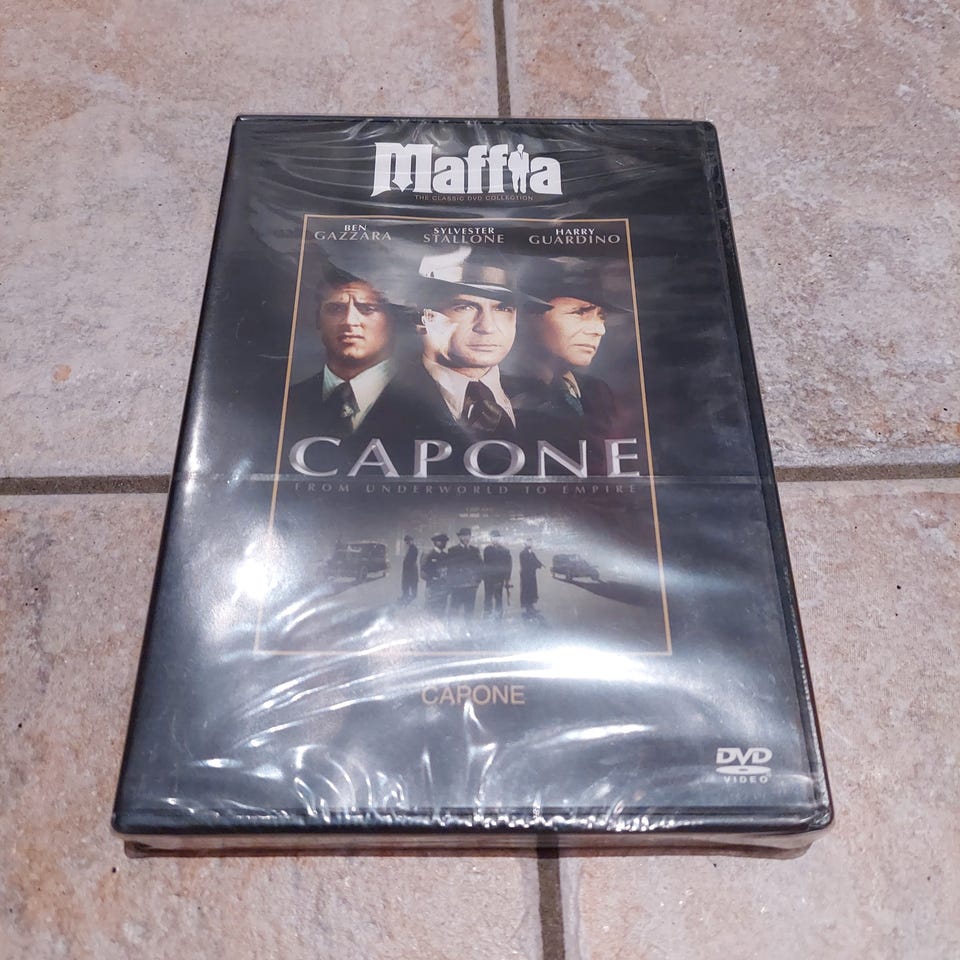 Maffia
THE CLASSIC DVD COLLECTION
BEN SYLVESTER HARRY
GAZZARA STALLONE GUARDINO
CAPONE
FROM UNDERWORLD TO EMPIRE
CAPONE
DVD
VIDEO